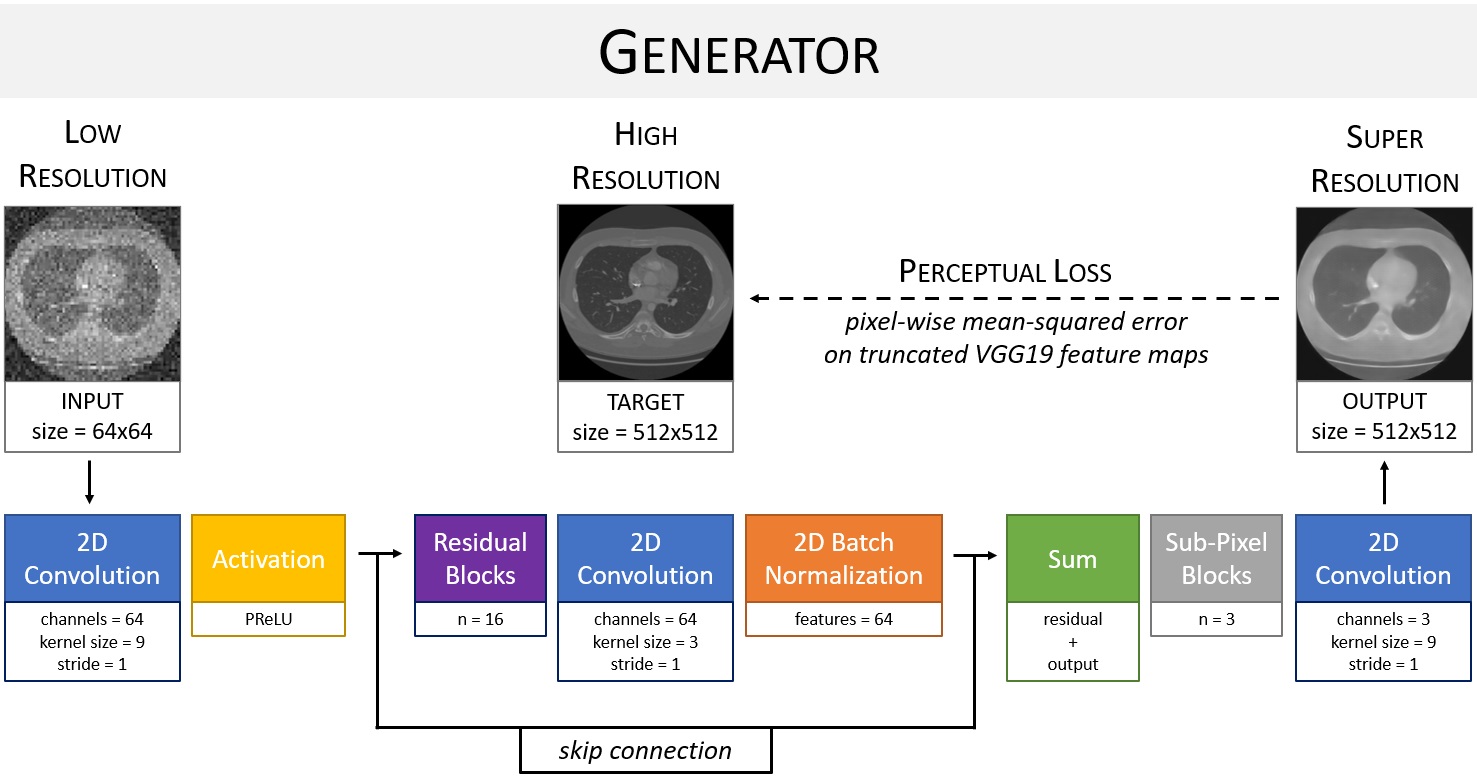 GENERATOR
LOW
RESOLUTION
INPUT
size = 64x64
HIGH
RESOLUTION
TARGET
size = 512x512
PERCEPTUAL LOSS
pixel-wise mean-squared error
on truncated VGG19 feature maps
SUPER
RESOLUTION
OUTPUT
size = 512x512
2D
Convolution
channels = 64
kernel size = 9
stride = 1
Activation
PReLU
Residual
Blocks
n = 16
2D
Convolution
channels = 64
kernel size = 3
stride = 1
2D Batch
Normalization
features = 64
Sum
residual
+
output
Sub-Pixel
Blocks
n = 3
2D
Convolution
channels = 3
kernel size = 9
stride = 1
skip connection